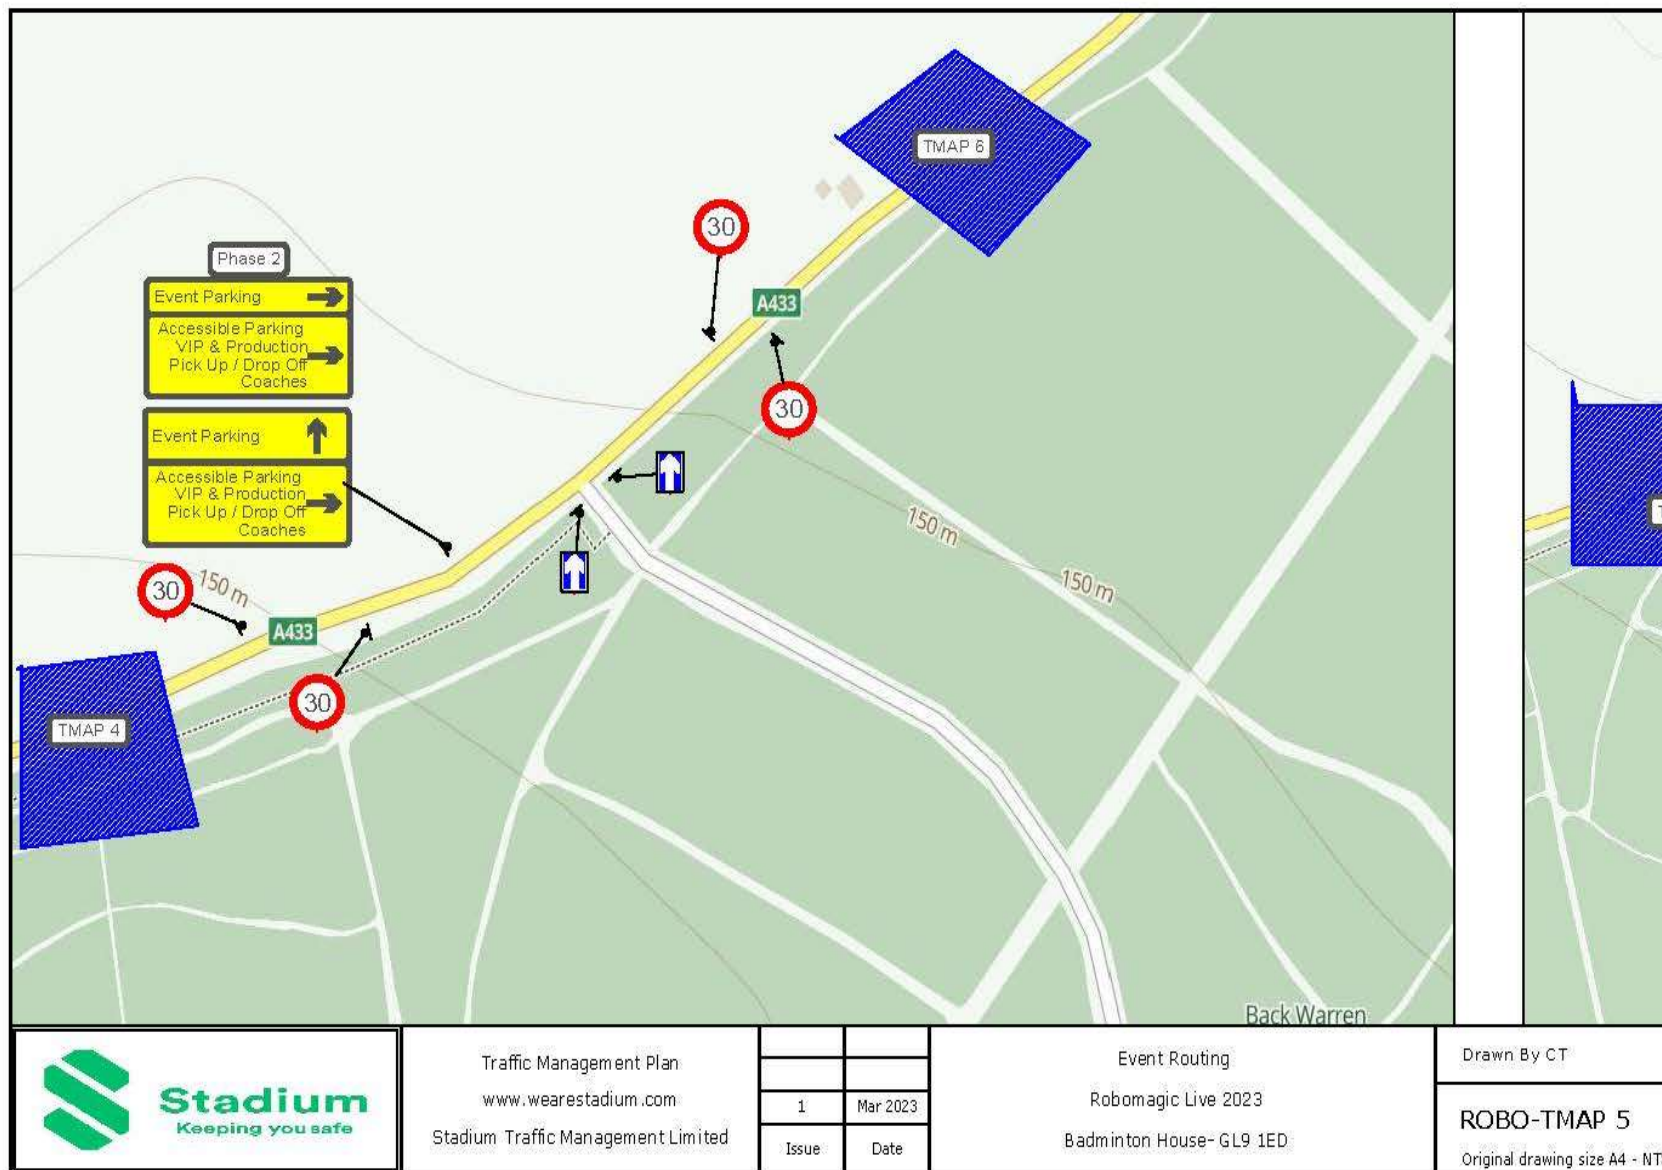 TMAP 6
30
Phase 2
A433
Event Parking
Accessible Parking
VIP & Production
Pick Up / Drop Off
Coaches
30
Event Parking
Accessible Parking
VIP & Production
Pick Up / Drop Off
Coaches
150 m
150 m
30
150 m
A433
30
TMAP 4
Back Warren
Stadium
Keeping you safe
Traffic Management Plan
www.wearestadium.com
Stadium Traffic Management Limited
1 Mar 2023
Issue Date
Event Routing
Robomagic Live 2023
Badminton House- GL9 1ED
Drawn By CT
ROBO-TMAP 5
Original drawing size A4 - NT